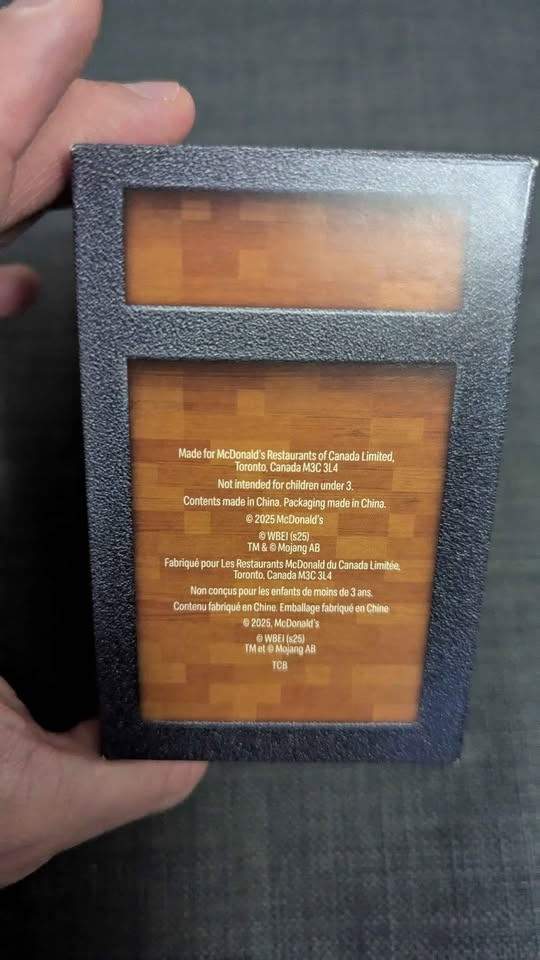 Made for McDonald's Restaurants of Canada Limited,
Toronto, Canada M3C 3L4
Not intended for children under 3.
Contents made in China. Packaging made in China.
© 2025 McDonald's
© WBEI (s25)
TM & © Mojang AB
Fabriqué pour Les Restaurants McDonald du Canada Limitée,
Toronto, Canada M3C 3L4
Non conçus pour les enfants de moins de 3 ans.
Contenu fabriqué en Chine. Emballage fabriqué en Chine
© 2025, McDonald's
© WBEI (s25)
TM et © Mojang AB
TCB